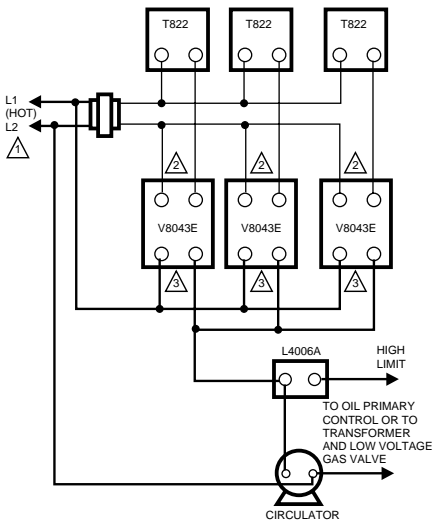 T822 T822 T822
L1
(HOT)
L2
1
2 2 2
V8043E V8043E V8043E
3 3 3
L4006A
HIGH
LIMIT
TO OIL PRIMARY
CONTROL OR TO
TRANSFORMER
AND LOW VOLTAGE
GAS VALVE
CIRCULATOR